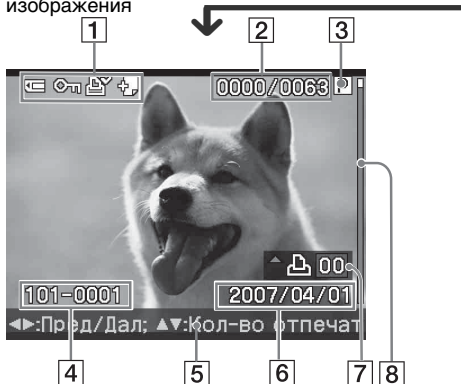 изображения
1 2 3
0000/0063 P
00
101-0001 2007/04/01
◄►:Пред/Дал; ▲▼:Кол-во отпечат
4 5 6 7 8